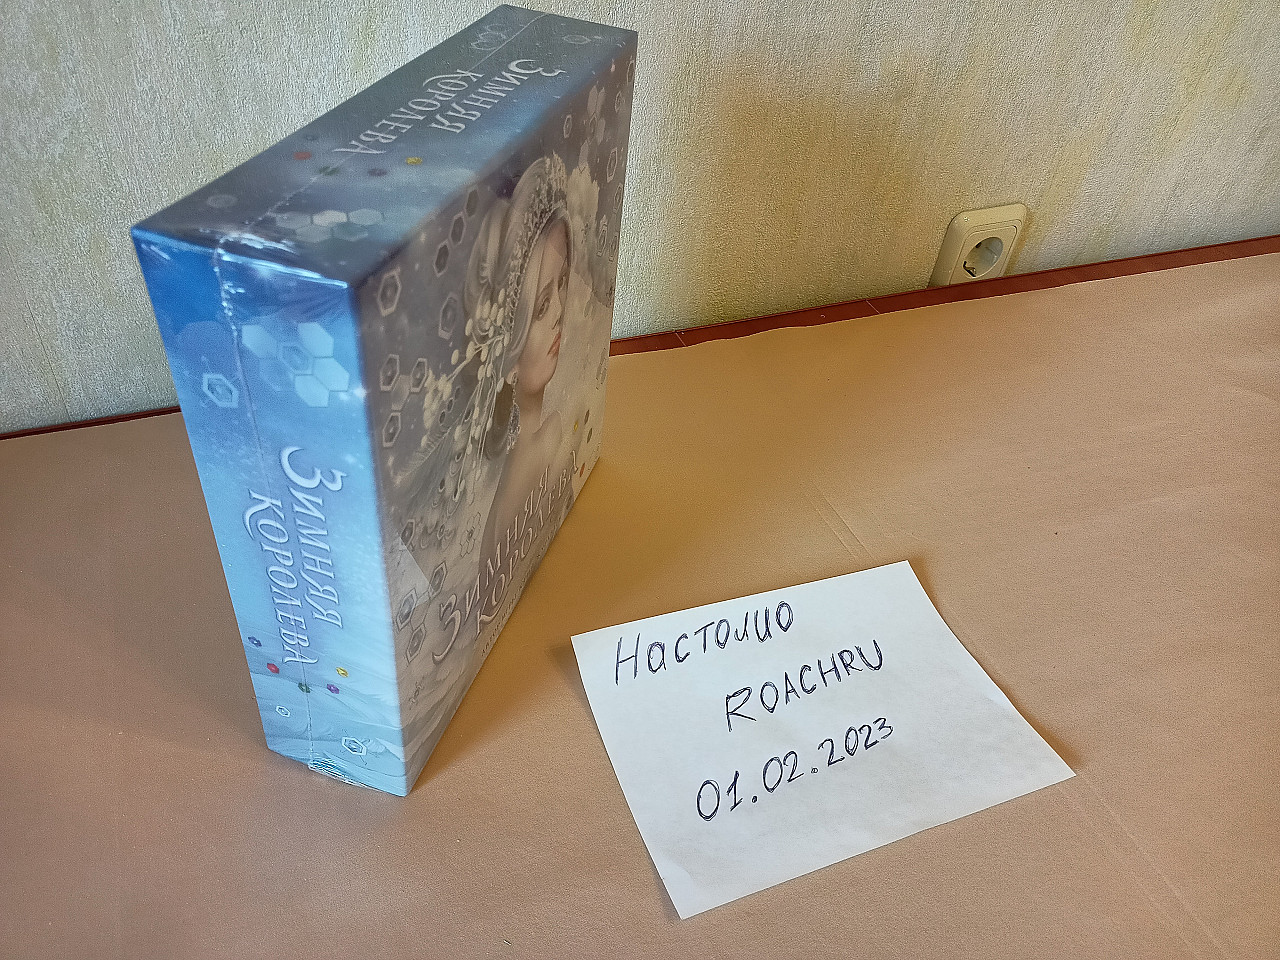 Зимняя
королева
Зимняя
королева
Зимняя
королева
Настолио
ROACHRU
01.02.2023